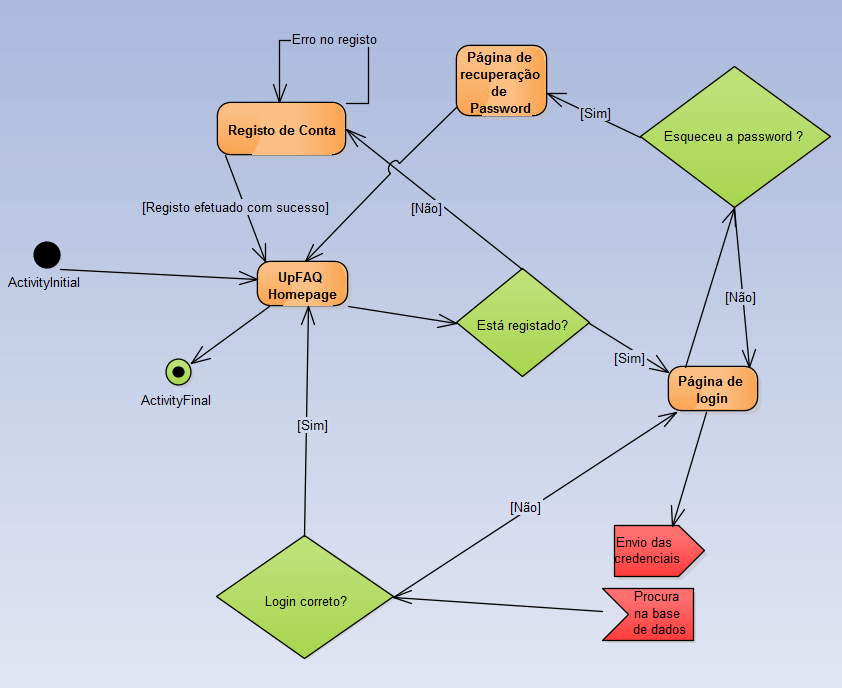 Erro no registo
Página de
recuperação
de
Password
Registo de Conta
[Sim]
Esqueceu a password ?
[Registo efetuado com sucesso]
[Não]
ActivityInitial
UpFAQ
Homepage
[Não]
Está registado?
[Sim]
Página de
login
ActivityFinal
[Sim]
[Não]
Envio das
credenciais
Login correto?
Procura
na base
de dados